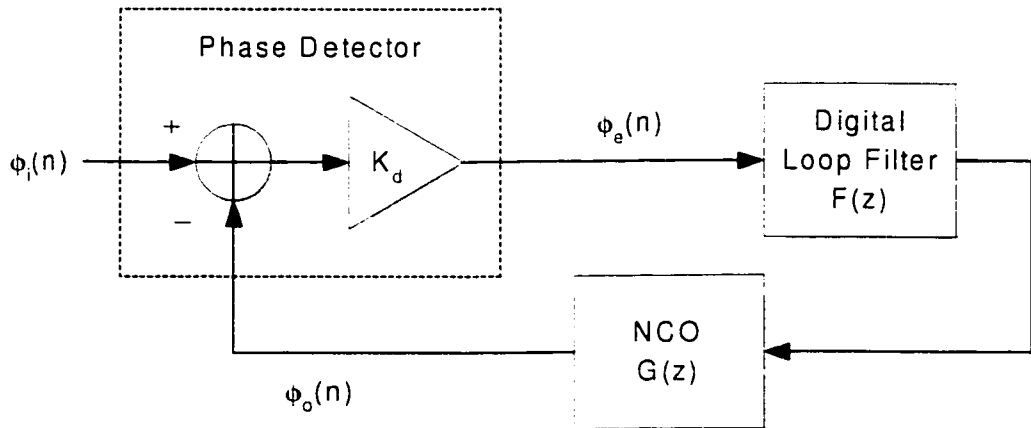 Phase Detector
+
ϕi(n)
−
Kd
ϕe(n)
Digital
Loop Filter
F(z)
NCO
G(z)
ϕo(n)